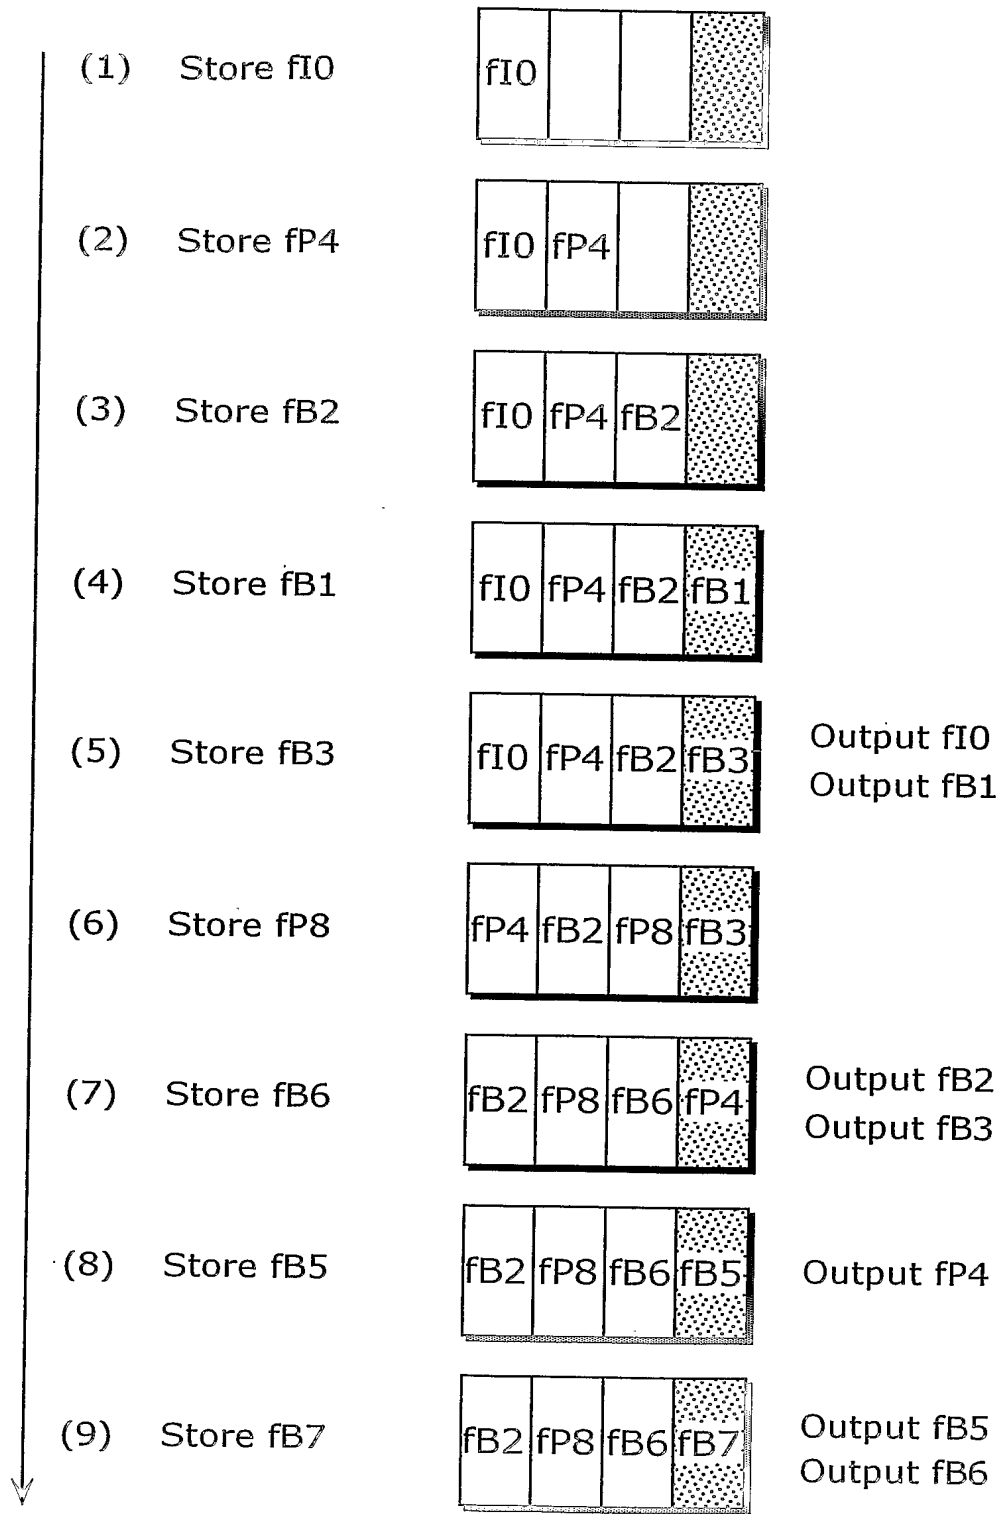 (1) Store fI0 fI0
(2) Store fP4 fI0 fP4
(3) Store fB2 fI0 fP4 fB2
(4) Store fB1 fI0 fP4 fB2 fB1
(5) Store fB3 fI0 fP4 fB2 fB3 Output fI0
Output fB1
(6) Store fP8 fP4 fB2 fP8 fB3
(7) Store fB6 fB2 fP8 fB6 fP4 Output fB2
Output fB3
(8) Store fB5 fB2 fP8 fB6 fB5 Output fP4
(9) Store fB7 fB2 fP8 fB6 fB7 Output fB5
Output fB6